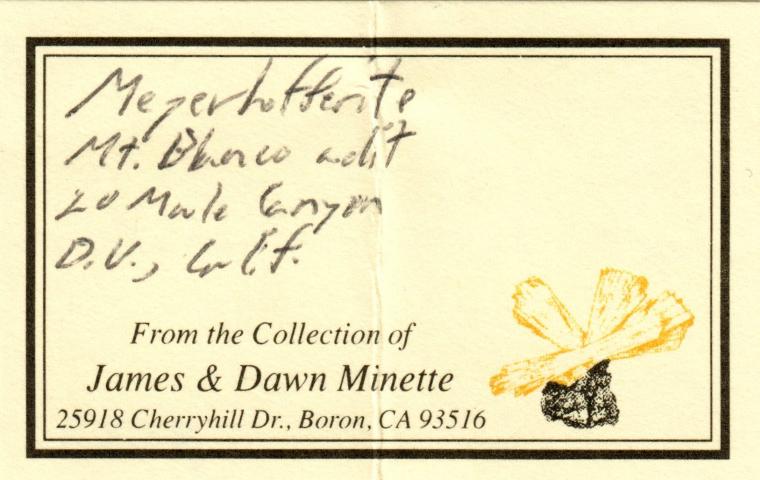 Meyerhofferite
Mt. Blanco adit
20 Mule Canyon
D.V., Calif.
From the Collection of
James & Dawn Minette
25918 Cherryhill Dr., Boron, CA 93516